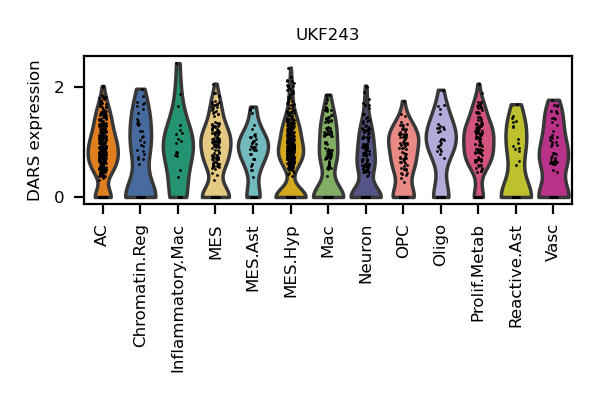 UKF243
DARS expression
2
0
AC
Chromatin.Reg
Inflammatory.Mac
MES
MES.Ast
MES.Hyp
Mac
Neuron
OPC
Oligo
Prolif.Metab
Reactive.Ast
Vasc